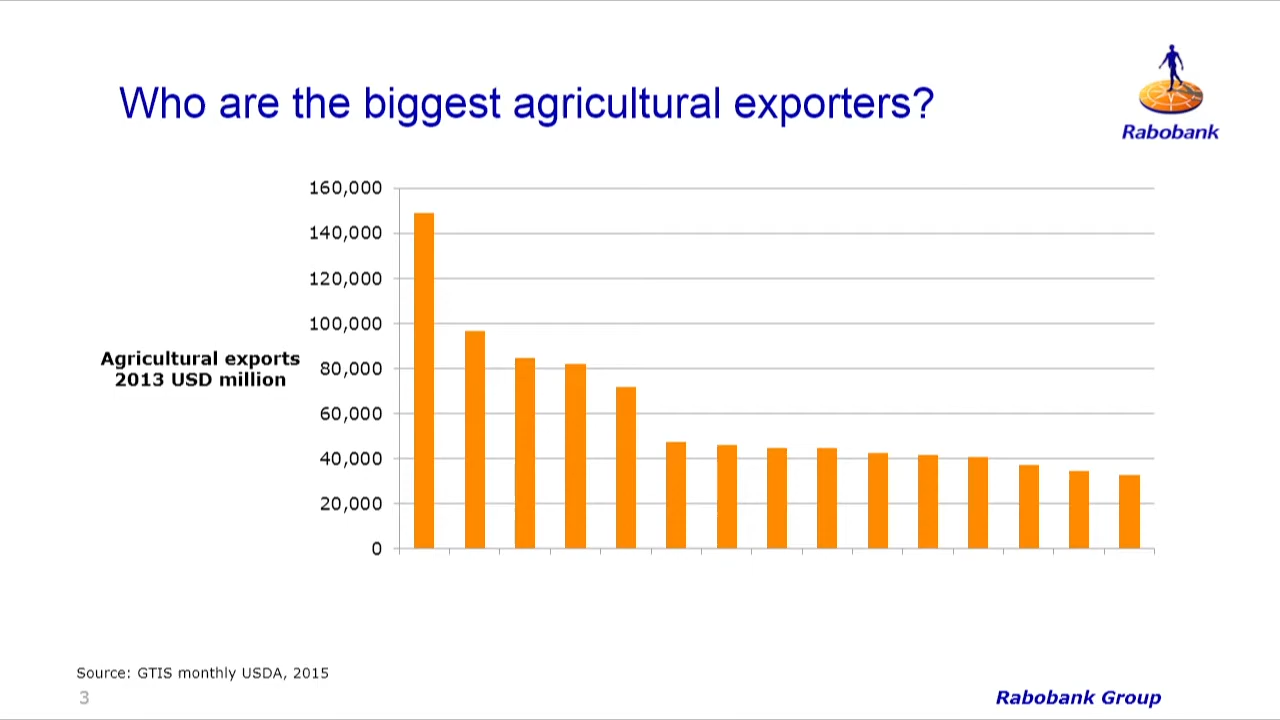 Who are the biggest agricultural exporters?
Rabobank
160,000
140,000
120,000
100,000
80,000
60,000
40,000
20,000
0
Agricultural exports
2013 USD million
Source: GTIS monthly USDA, 2015
3
Rabobank Group